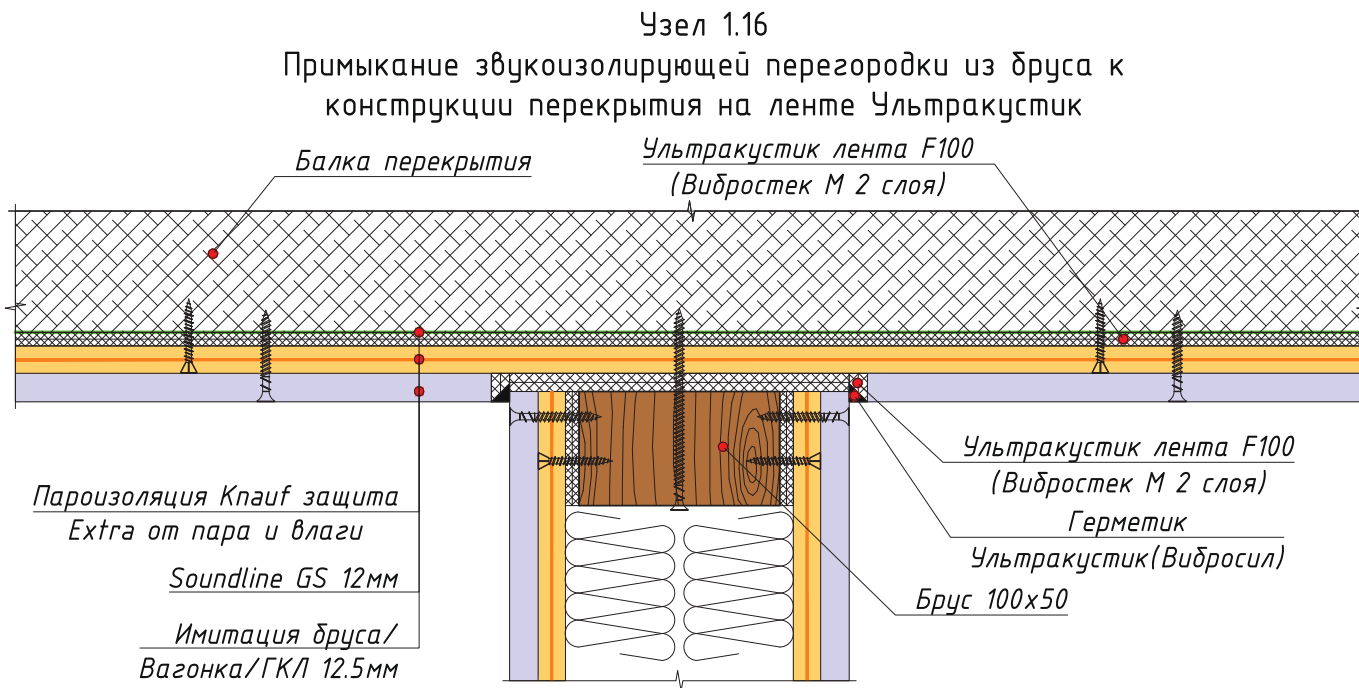 Узел 1.16
Примыкание звукоизолирующей перегородки из бруса к
конструкции перекрытия на ленте Ультракустик
Балка перекрытия
Ультракустик лента F100
(Вибростек М 2 слоя)
Ультракустик лента F100
(Вибростек М 2 слоя)
Герметик
Ультракустик(Вибросил)
Брус 100х50
Пароизоляция Knauf защита
Extra от пара и влаги
Soundline GS 12мм
Имитация бруса/
Вагонка/ГКЛ 12.5мм